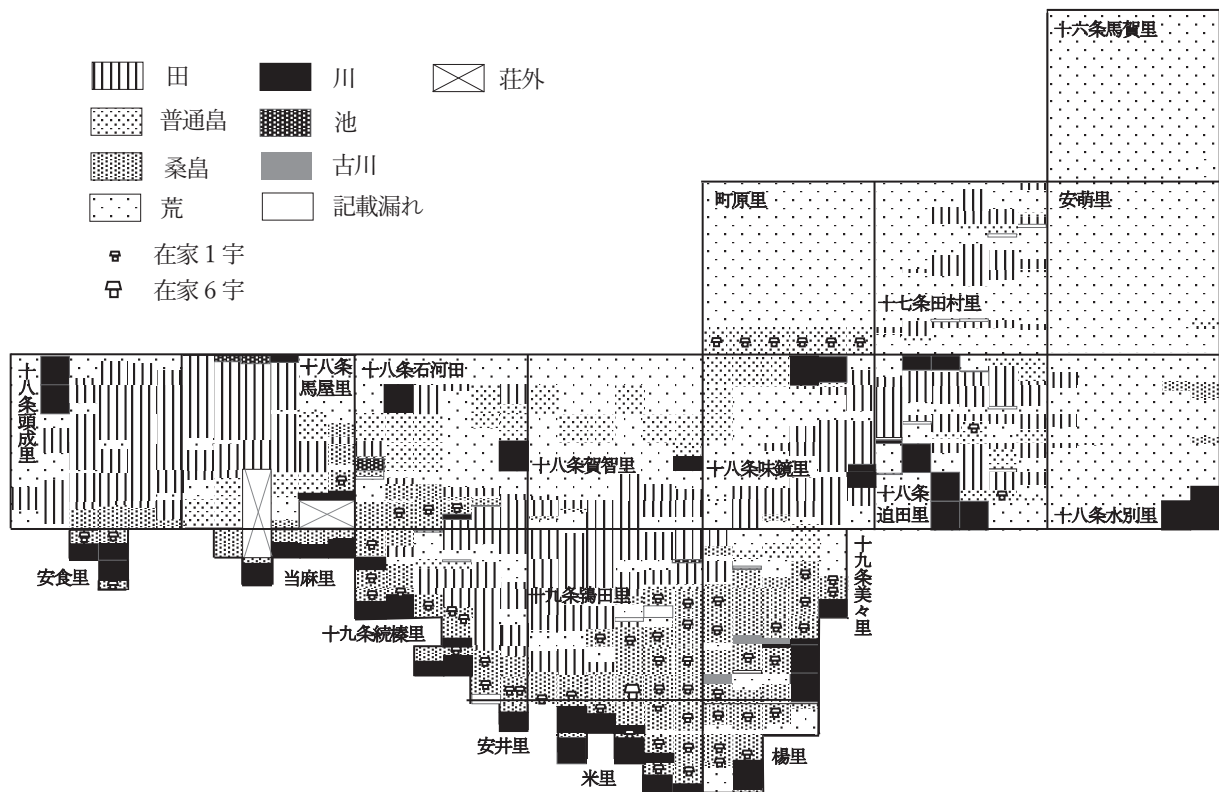 田
川
荘外
普通畠
池
桑畠
古川
荒
記載漏れ
在家1宇
在家6宇
十六条馬賀里
町原里
安萌里
十七条田村里
十八条頭成里
十八条
馬屋里
十八条石河田
十八条賀智里
十八条味鏡里
十八条
迫田里
十八条水別里
安食里
当麻里
十九条続榛里
十九条鶉田里
十九条美々里
安井里
米里
楊里